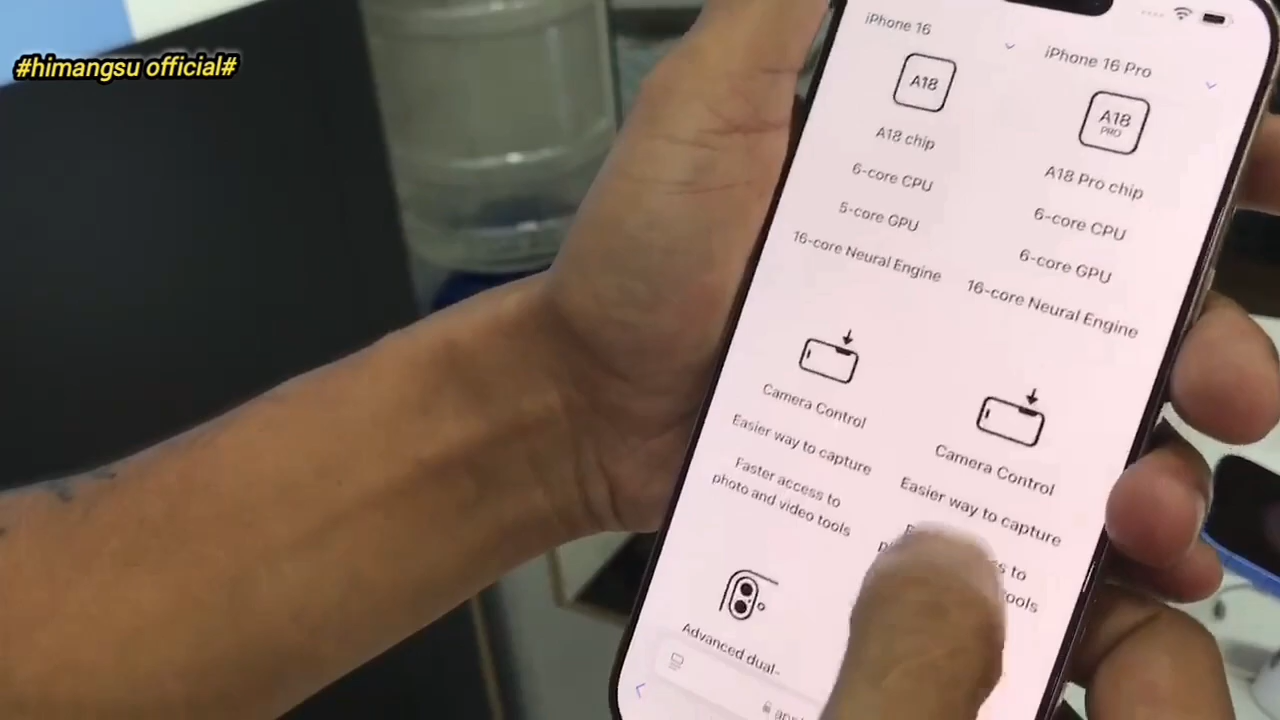 #himangsu official#
iPhone 16
iPhone 16 Pro
A18
A18 chip
6-core CPU
5-core GPU
16-core Neural Engine
A18
PRO
A18 Pro chip
6-core CPU
6-core GPU
16-core Neural Engine
Camera Control
Easier way to capture
Faster access to
photo and video tools
Camera Control
Easier way to capture
to
Advanced dual-